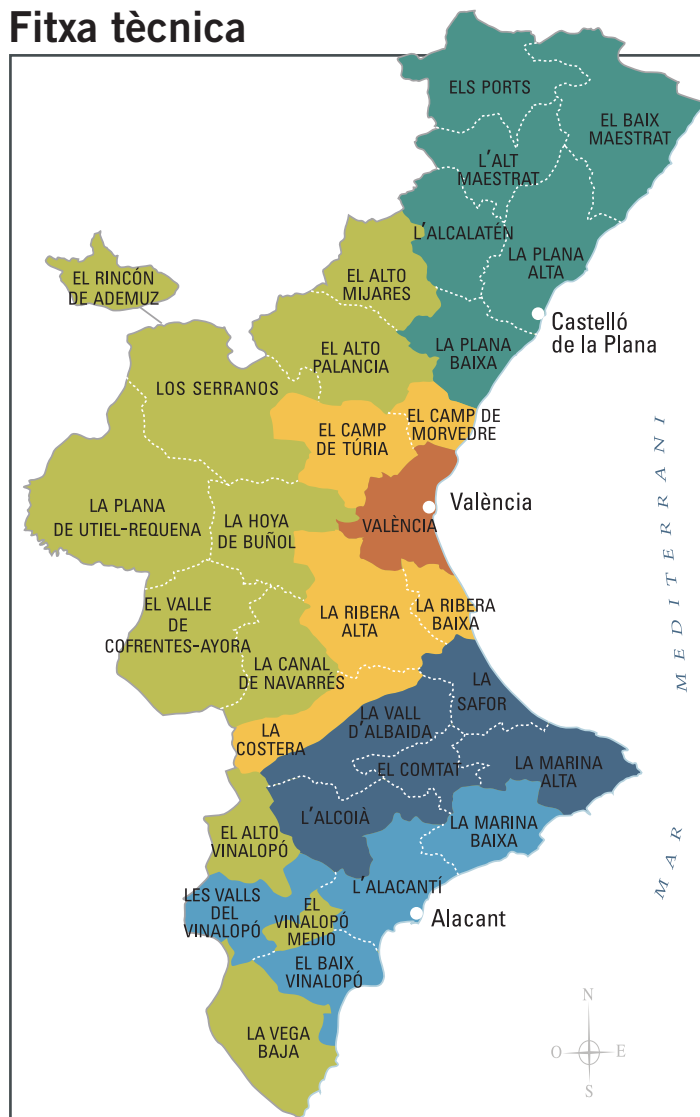 Fitxa tècnica
ELS PORTS
EL BAIX
MAESTRAT
L'ALT
MAESTRAT
L'ALCALATÉN
LA PLANA
ALTA
EL RINCÓN
DE ADEMUZ
EL ALTO
MIJARES
Castelló
de la Plana
LA PLANA
BAIXA
EL ALTO
PALANCIA
LOS SERRANOS
EL CAMP DE
MORVEDRE
EL CAMP
DE TÚRIA
València
LA PLANA
DE UTIEL-REQUENA
LA HOYA
DE BUÑOL
VALÈNCIA
EL VALLE
DE
COFRENTES-AYORA
LA RIBERA
ALTA
LA RIBERA
BAIXA
LA CANAL
DE NAVARRÉS
LA
SAFOR
LA
COSTERA
LA VALL
D'ALBAIDA
EL COMTAT
LA MARINA
ALTA
L'ALCOIÀ
LA MARINA
BAIXA
EL ALTO
VINALOPÓ
L'ALACANTÍ
LES VALLS
DEL
VINALOPÓ
EL
VINALOPÓ
MEDIO
Alacant
EL BAIX
VINALOPÓ
LA VEGA
BAJA
MAR MEDITERRANI
N
O E
S